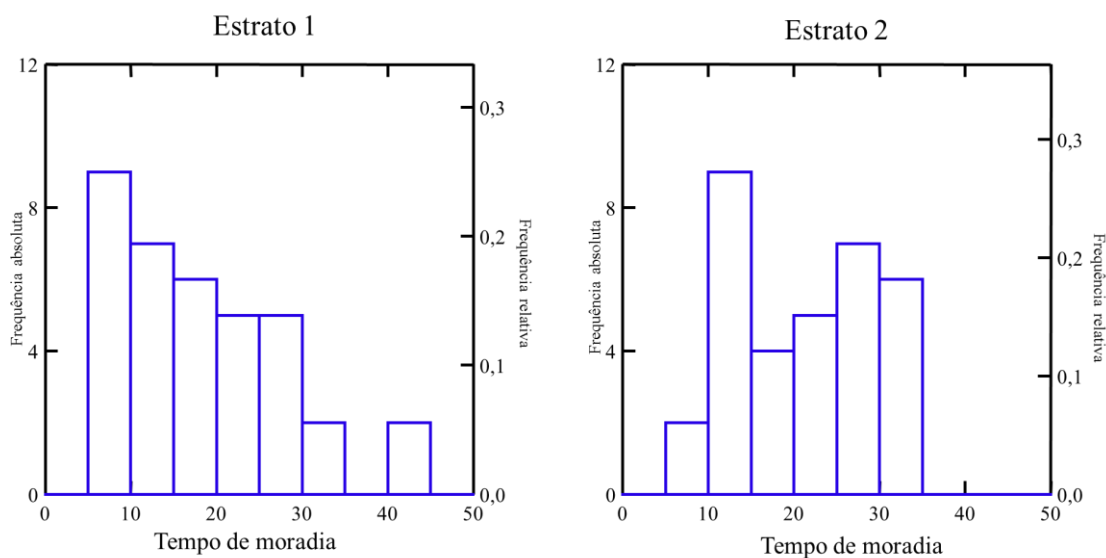 Estrato 1
12
8
4
0
Frequência absoluta
0,3
0,2
0,1
0,0
Frequência relativa
0 10 20 30 40 50
Tempo de moradia
Estrato 2
12
8
4
0
Frequência absoluta
0,3
0,2
0,1
0,0
Frequência relativa
0 10 20 30 40 50
Tempo de moradia